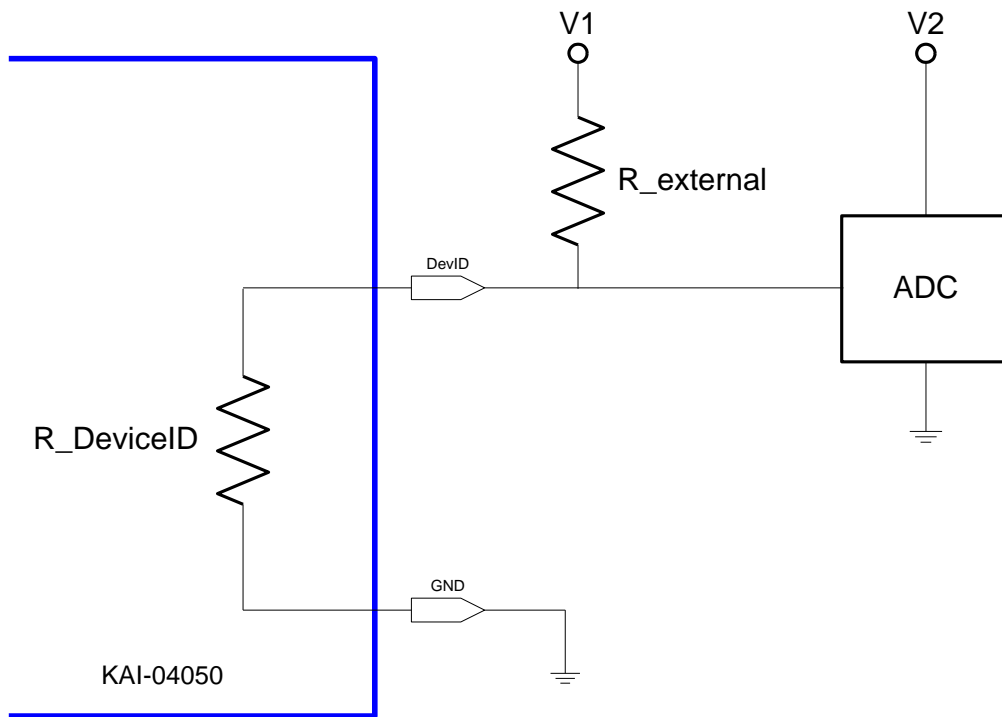 V1
V2
R_external
DevID
ADC
R_DeviceID
GND
KAI-04050